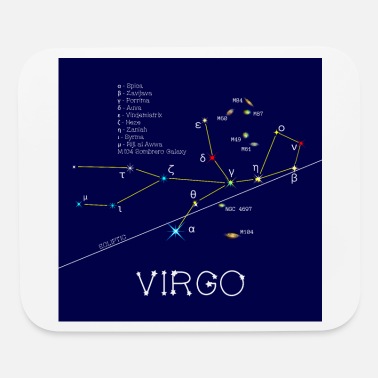 α - Spica
β - Zavijava
γ - Porrima
δ - Auva
ε - Vindemiatrix
ζ - Heze
η - Zaniah
ι - Syrma
μ - Rijl al Awwa
M104 Sombrero Galaxy
M84
M87
M60
ε
ο
M49
M61
ν
δ
τ
ζ
γ
η
β
μ
ι
θ
NGC 4697
α
M104
ECLIPTIC
VIRGO